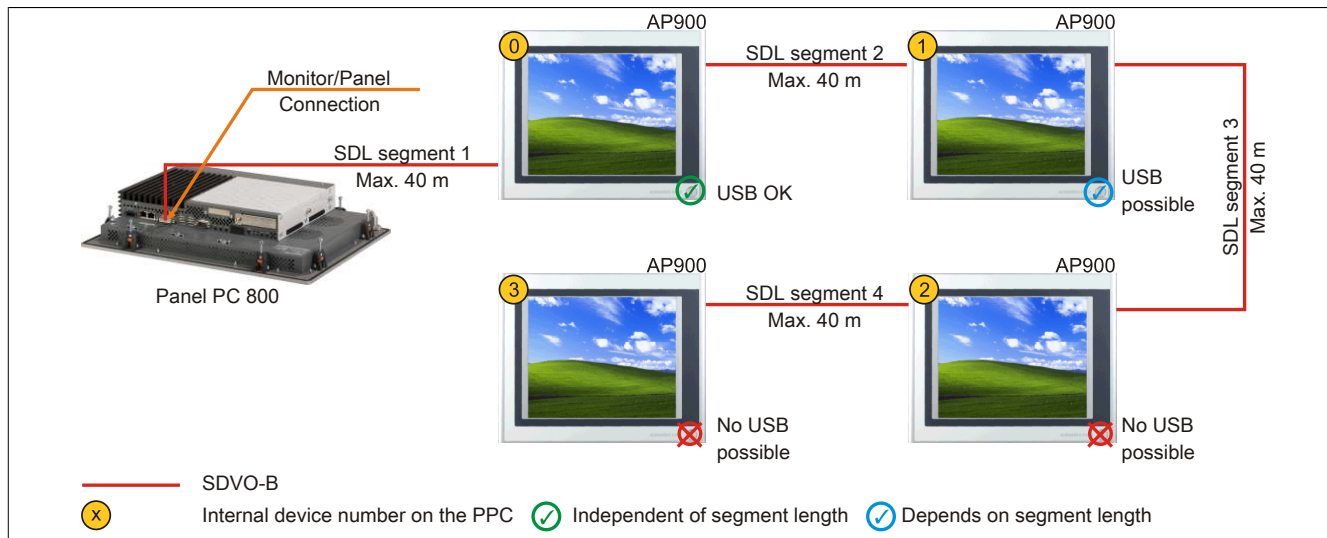 AP900
AP900
0
SDL segment 2
Max. 40 m
1
Monitor/Panel
Connection
SDL segment 1
Max. 40 m
SDL segment 3
Max. 40 m
USB OK
USB
possible
Panel PC 800
AP900
AP900
3
SDL segment 4
Max. 40 m
2
No USB
possible
No USB
possible
SDVO-B
x Internal device number on the PPC Independent of segment length Depends on segment length